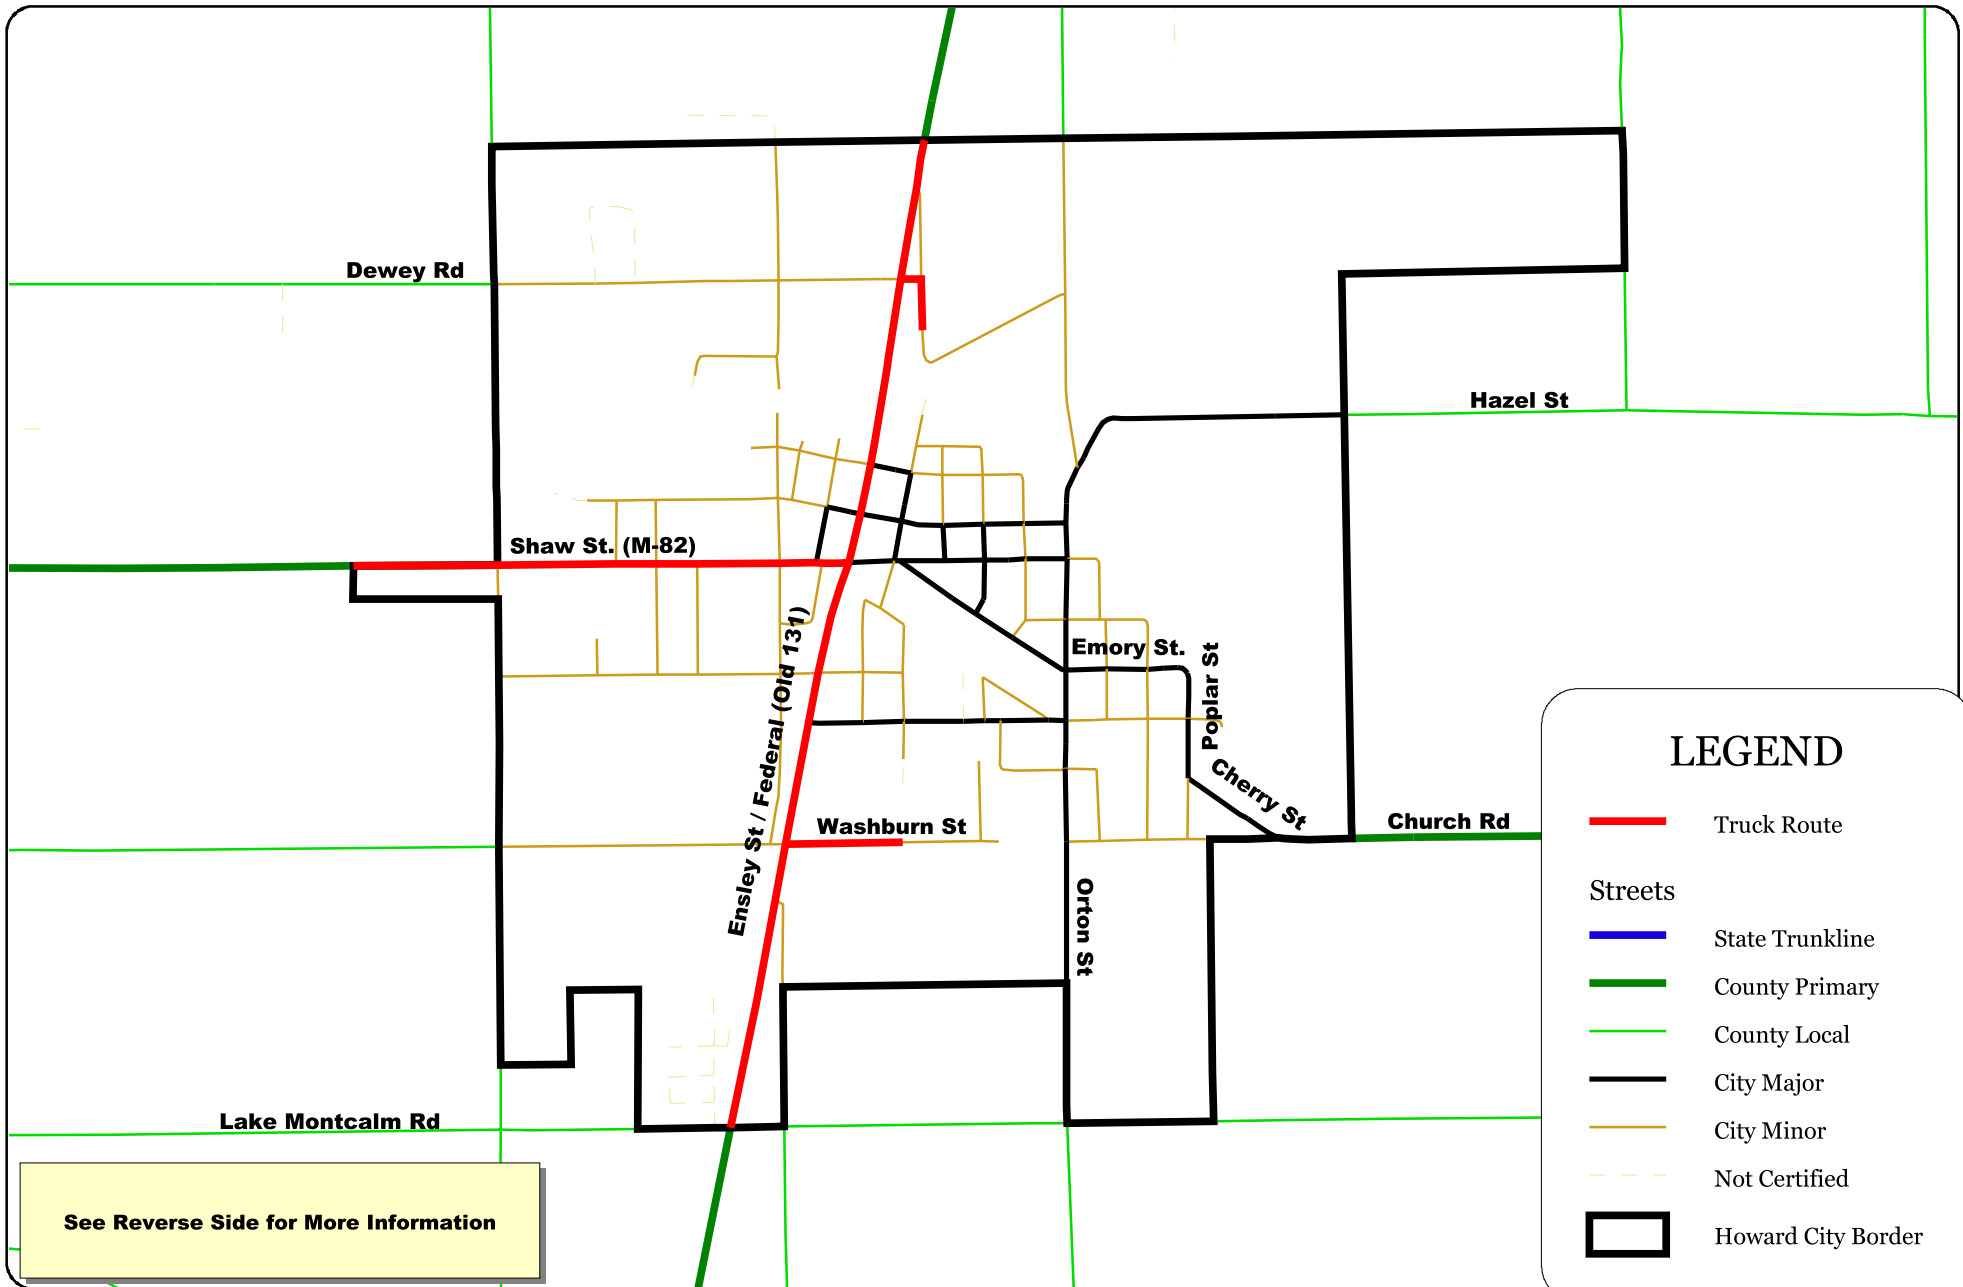 Dewey Rd
Hazel St
Shaw St. (M-82)
Emory St.
Poplar St
Ensley St / Federal (Old 131)
Cherry St
Washburn St
Church Rd
Orton St
Lake Montcalm Rd
See Reverse Side for More Information
LEGEND
Truck Route
Streets
State Trunkline
County Primary
County Local
City Major
City Minor
Not Certified
Howard City Border